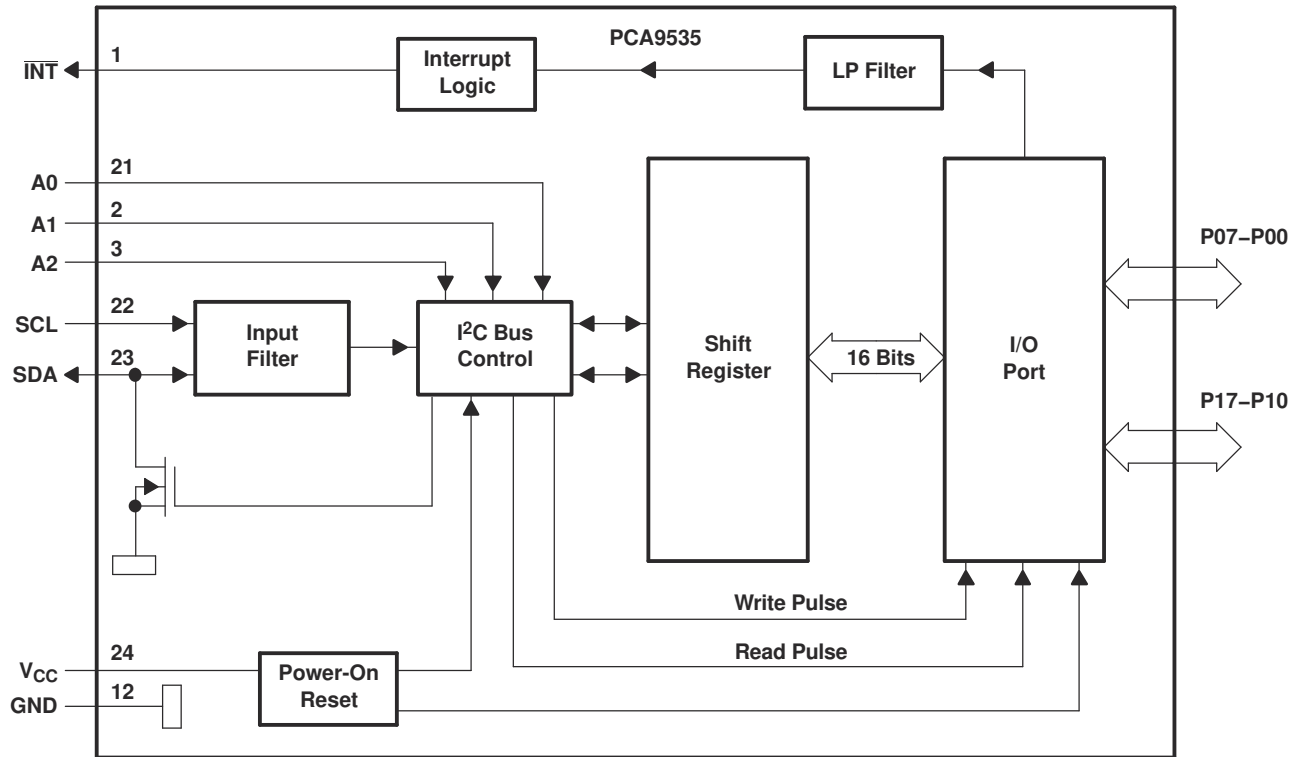 PCA9535
INT
1
Interrupt
Logic
LP Filter
A0
21
A1
2
A2
3
SCL
22
SDA
23
Input
Filter
I²C Bus
Control
Shift
Register
16 Bits
I/O
Port
P07–P00
P17–P10
Write Pulse
Read Pulse
VCC
24
GND
12
Power-On
Reset